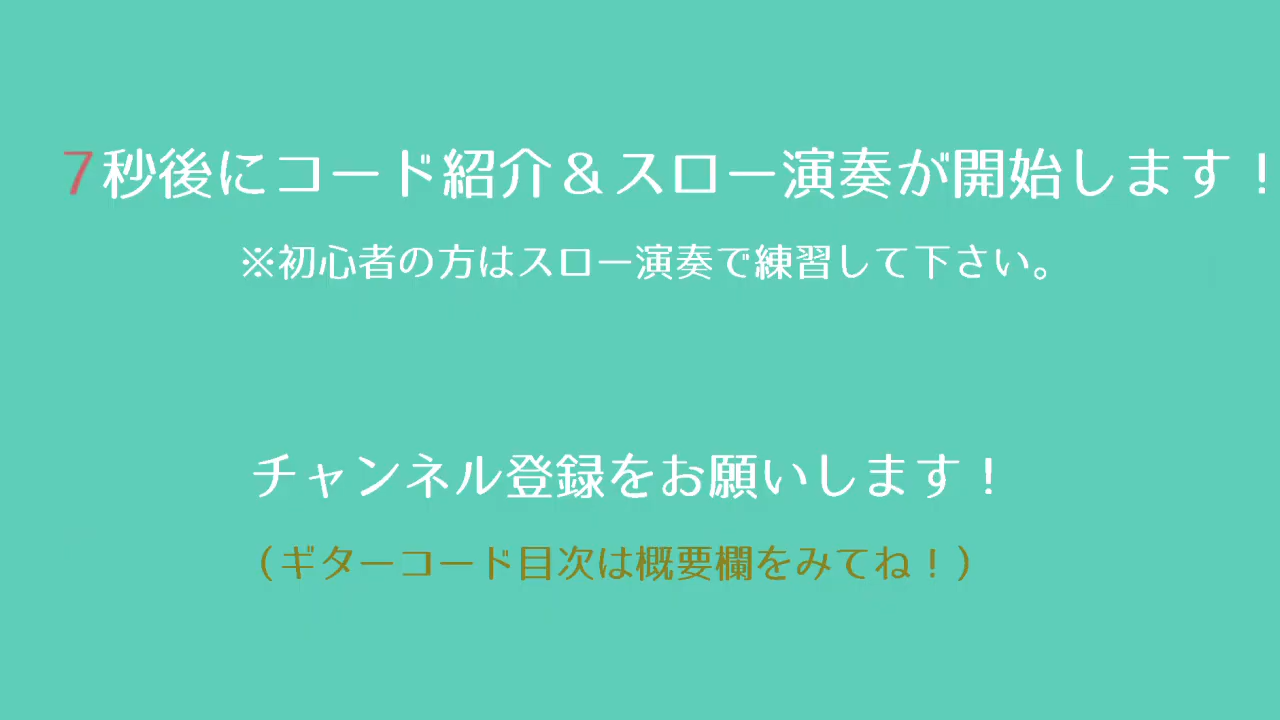 7秒後にコード紹介&スロー演奏が開始します!
※初心者の方はスロー演奏で練習して下さい。
チャンネル登録をお願いします!
(ギターコード目次は概要欄をみてね!)